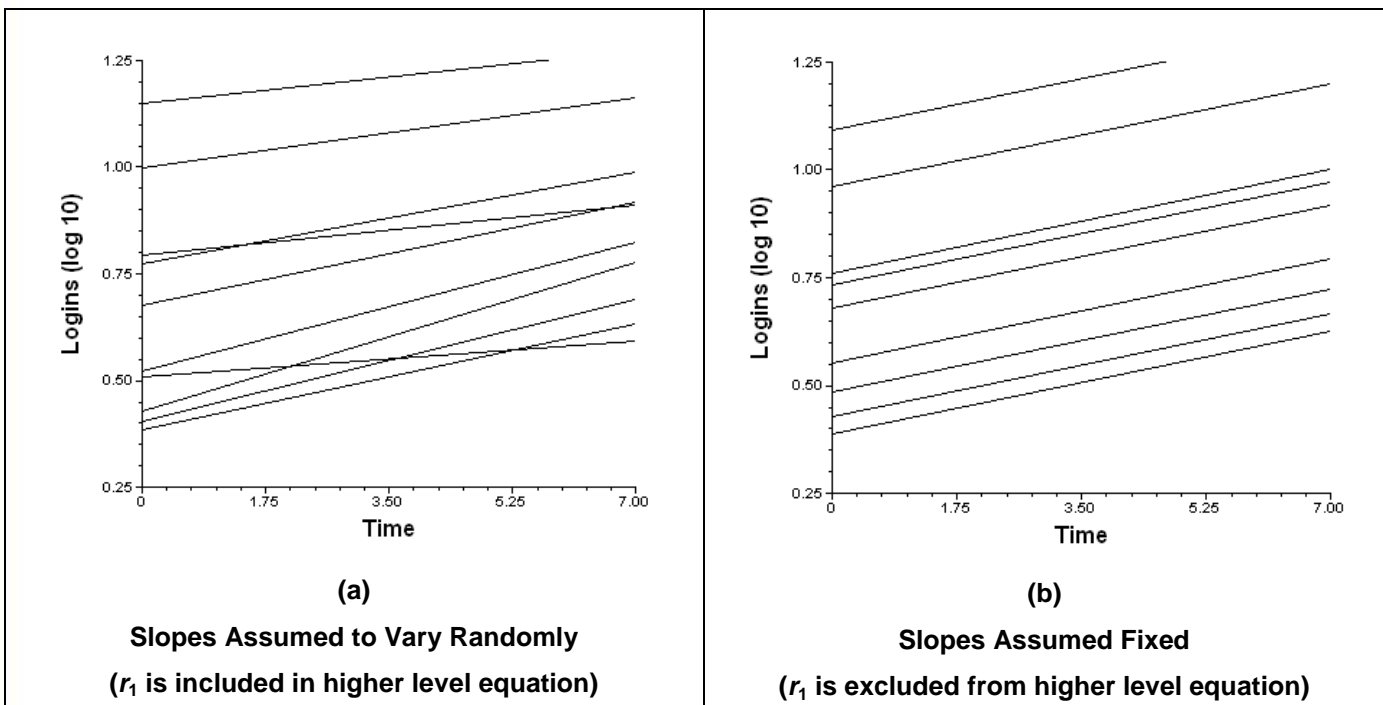 1.25
1.00
0.75
0.50
0.25
Logins (log 10)
0 1.75 3.50 5.25 7.00
Time
(a)
Slopes Assumed to Vary Randomly
(r₁ is included in higher level equation)
1.25
1.00
0.75
0.50
0.25
Logins (log 10)
0 1.75 3.50 5.25 7.00
Time
(b)
Slopes Assumed Fixed
(r₁ is excluded from higher level equation)